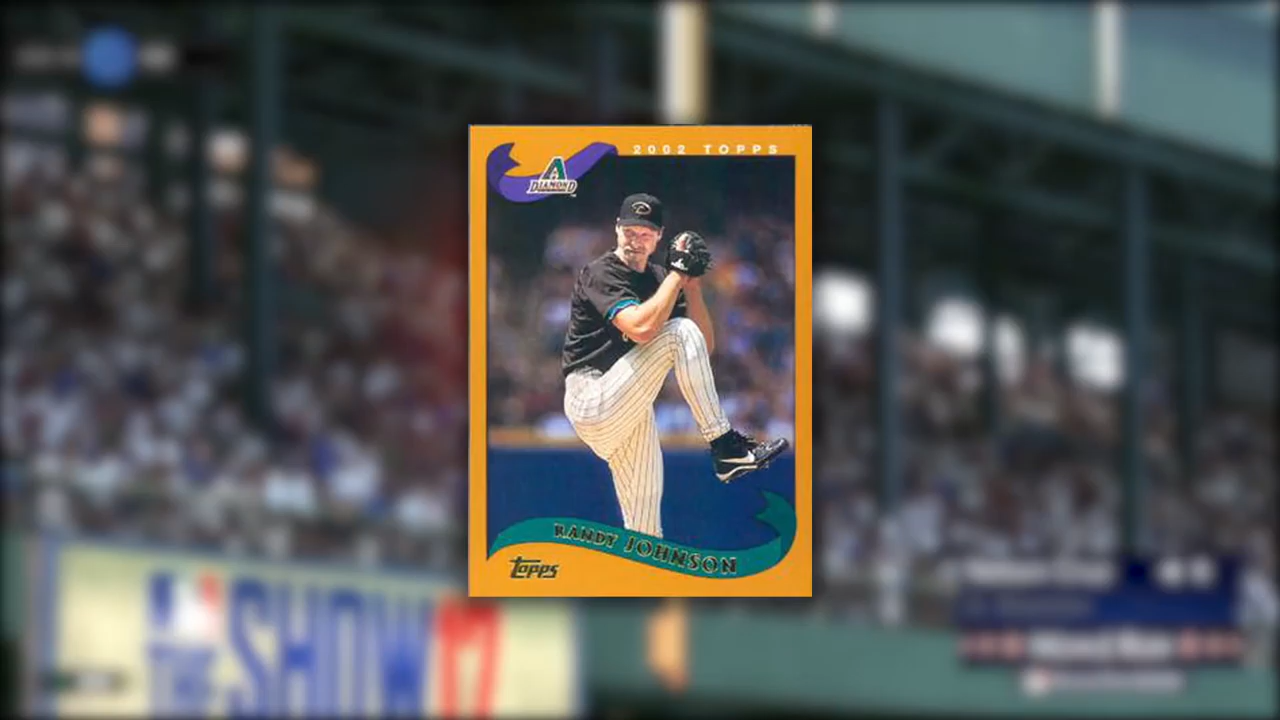 2002 TOPPS
A
DIAMOND
RANDY JOHNSON
topps
MLB
THE
SHOW 17